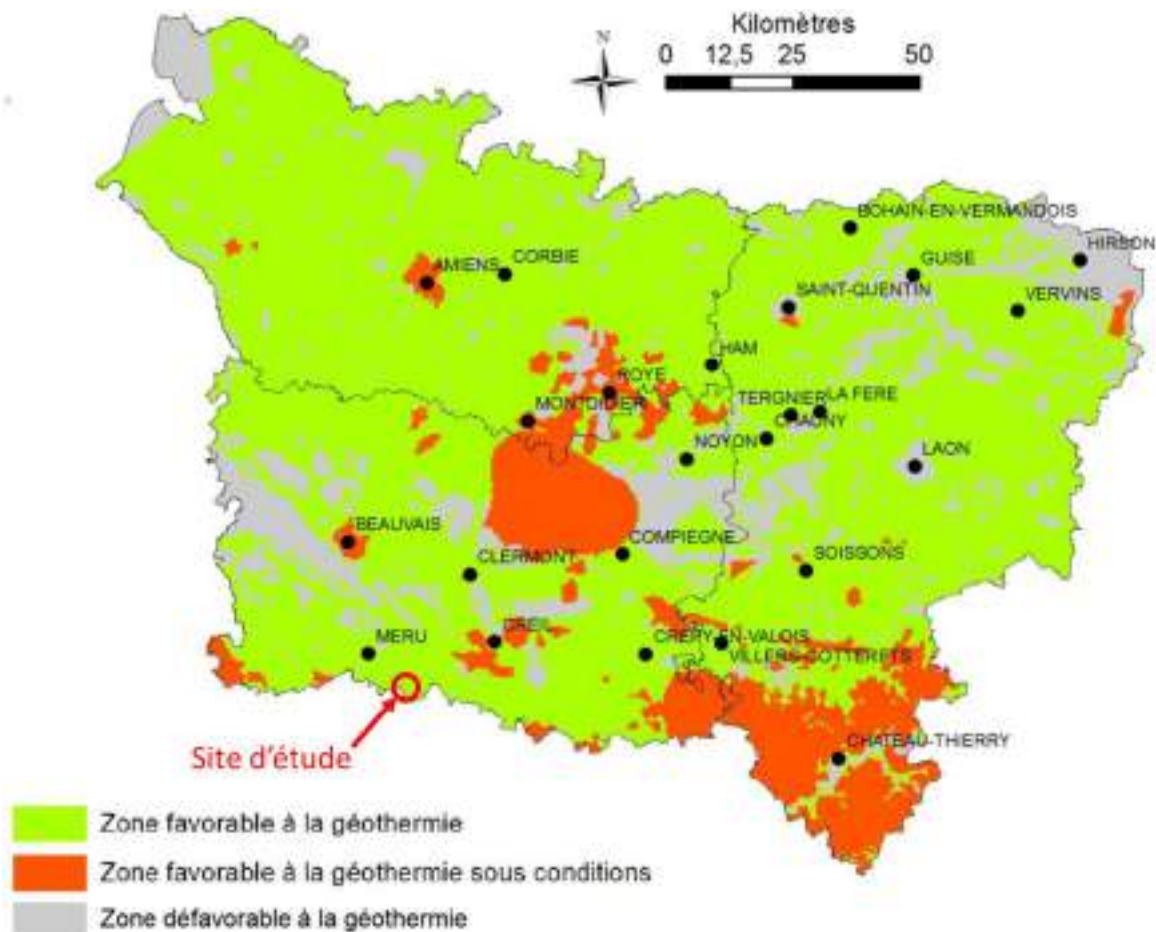 Kilomètres
N
0 12,5 25 50
BOHAIN-EN-VERMANDOIS
HIRSON
GUISE
CORBIE
AMIENS
SAINT-QUENTIN
VERVINS
HAM
ROYE
MONTDIDIER
TERGNIER
LA FERE
CHAUNY
NOYON
LAON
BEAUVAIS
COMPIEGNE
CLERMONT
SOISSONS
CREIL
MERU
CREPY-EN-VALOIS
VILLERS-COTTERETS
Site d'étude
CHATEAU-THIERRY
Zone favorable à la géothermie
Zone favorable à la géothermie sous conditions
Zone défavorable à la géothermie